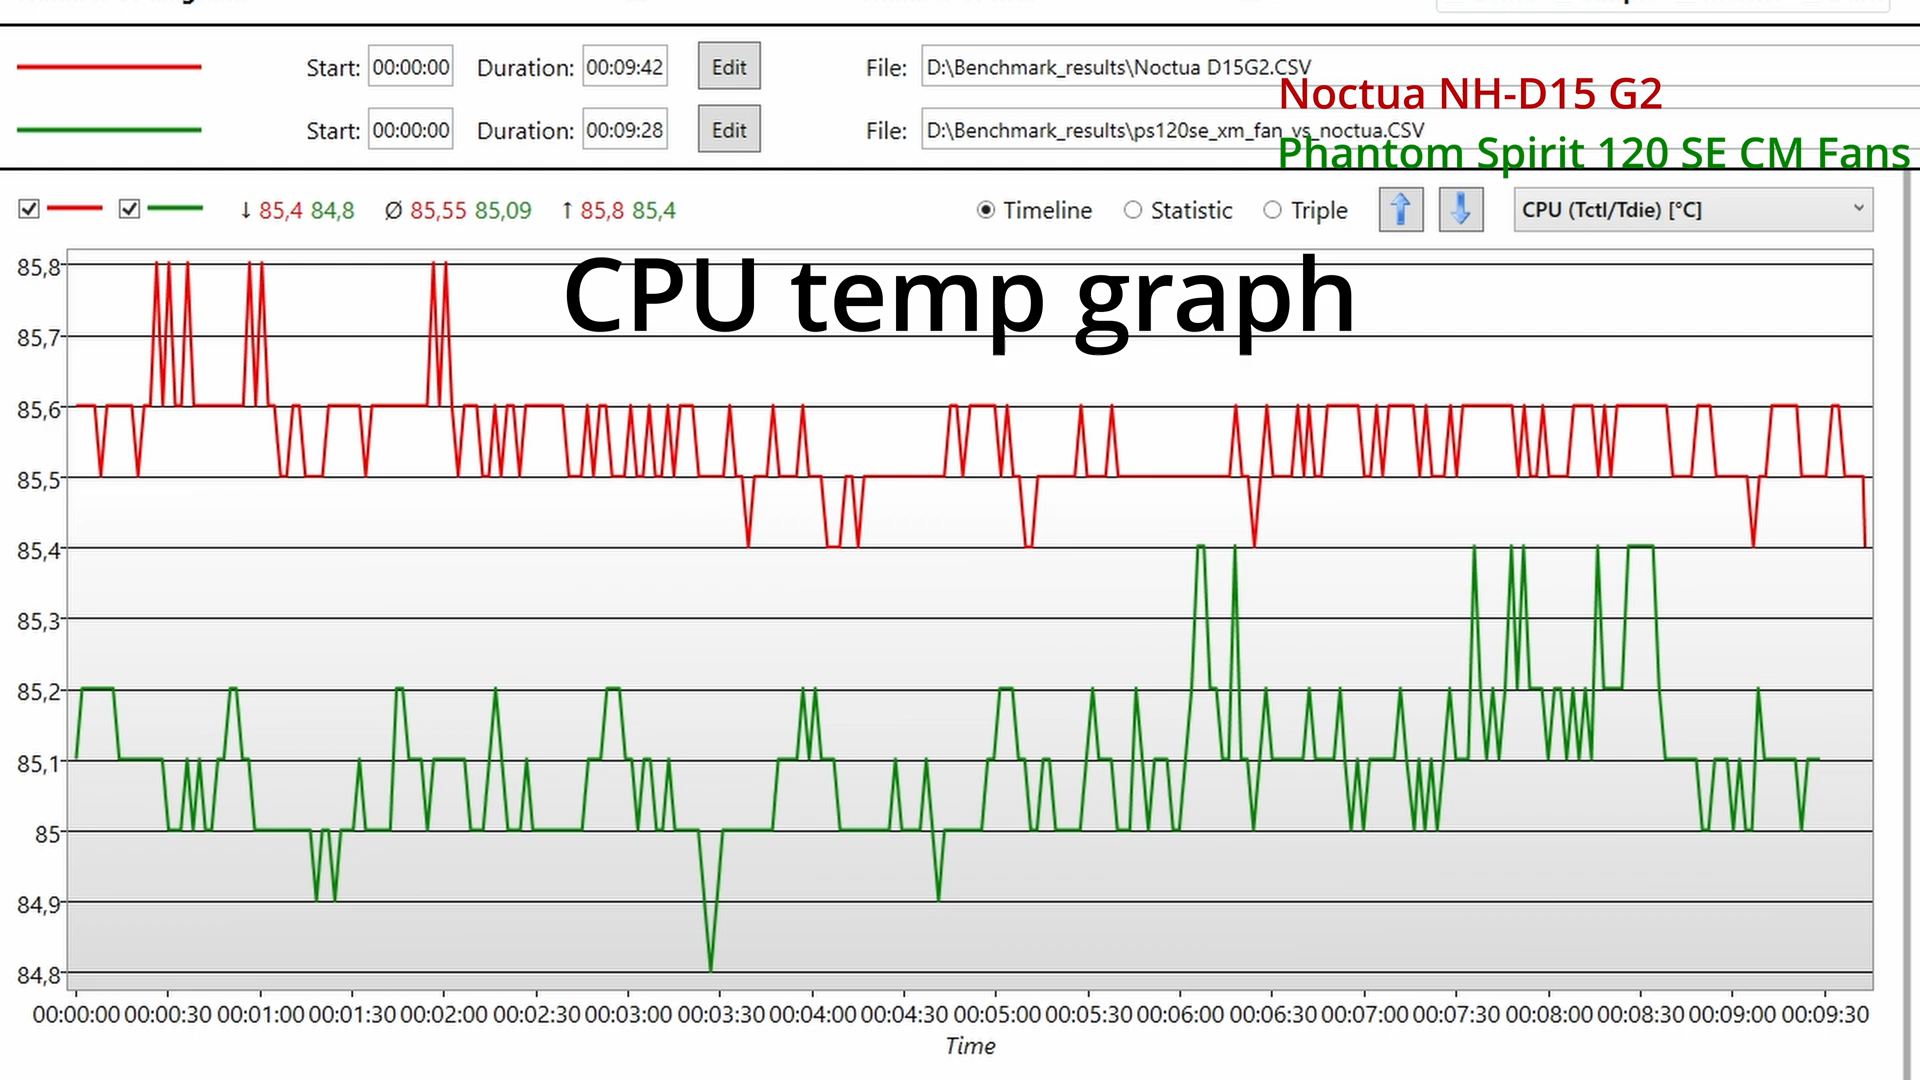 Start: 00:00:00 Duration: 00:09:42 Edit File: D:\Benchmark_results\Noctua D15G2.CSV
Noctua NH-D15 G2
Start: 00:00:00 Duration: 00:09:28 Edit File: D:\Benchmark_results\ps120se_xm_fan_vs_noctua.CSV
Phantom Spirit 120 SE CM Fans
↓ 85,4 84,8 Ø 85,55 85,09 ↑ 85,8 85,4 Timeline Statistic Triple CPU (Tctl/Tdie) [°C]
CPU temp graph
85,8
85,7
85,6
85,5
85,4
85,3
85,2
85,1
85
84,9
84,8
00:00:00 00:00:30 00:01:00 00:01:30 00:02:00 00:02:30 00:03:00 00:03:30 00:04:00 00:04:30 00:05:00 00:05:30 00:06:00 00:06:30 00:07:00 00:07:30 00:08:00 00:08:30 00:09:00 00:09:30
Time